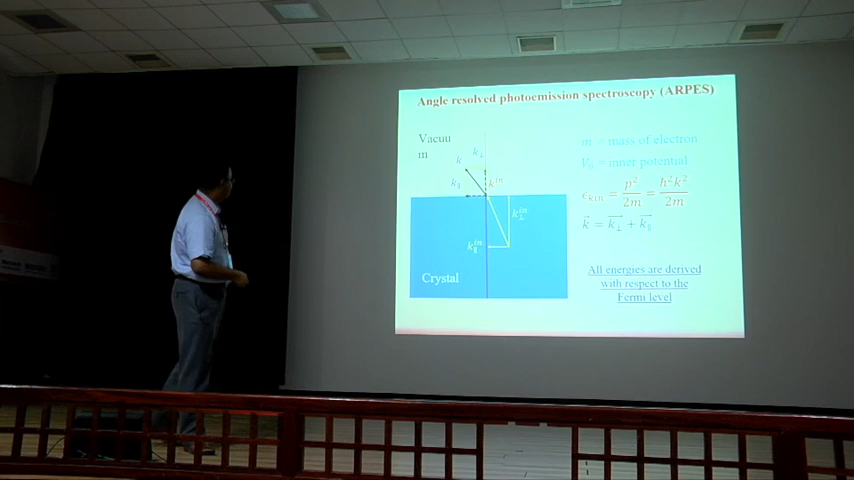 Angle resolved photoemission spectroscopy (ARPES)
Vacuu
m
k
k⊥
k∥
k^in
k⊥^in
k∥^in
Crystal
m = mass of electron
V₀ = inner potential
ϵ_kin = p²/2m = ħ²k²/2m
k⃗ = k⃗⊥ + k⃗∥
All energies are derived
with respect to the
Fermi level